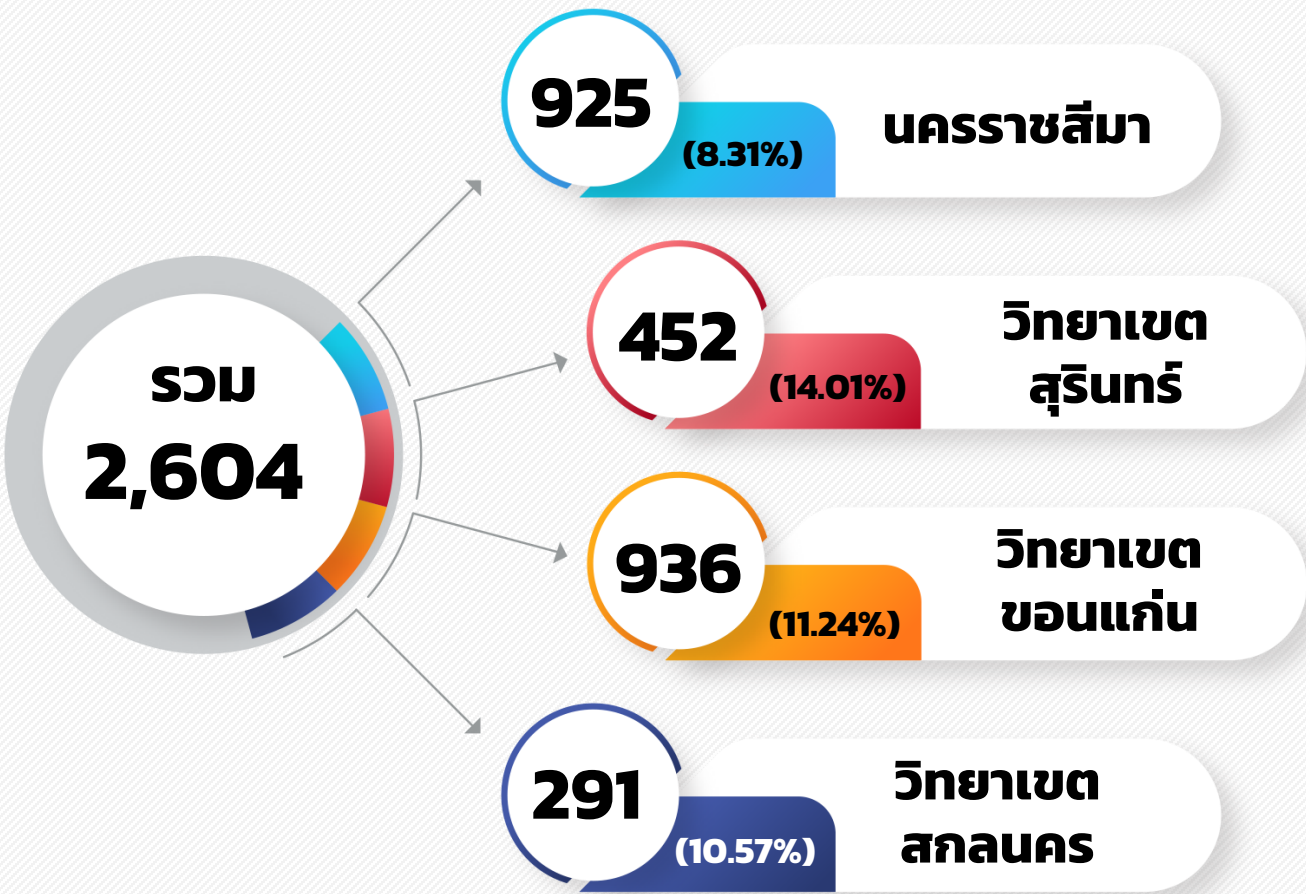 รวม
2,604
925
(8.31%)
นครราชสีมา
452
(14.01%)
วิทยาเขต
สุรินทร์
936
(11.24%)
วิทยาเขต
ขอนแก่น
291
(10.57%)
วิทยาเขต
สกลนคร